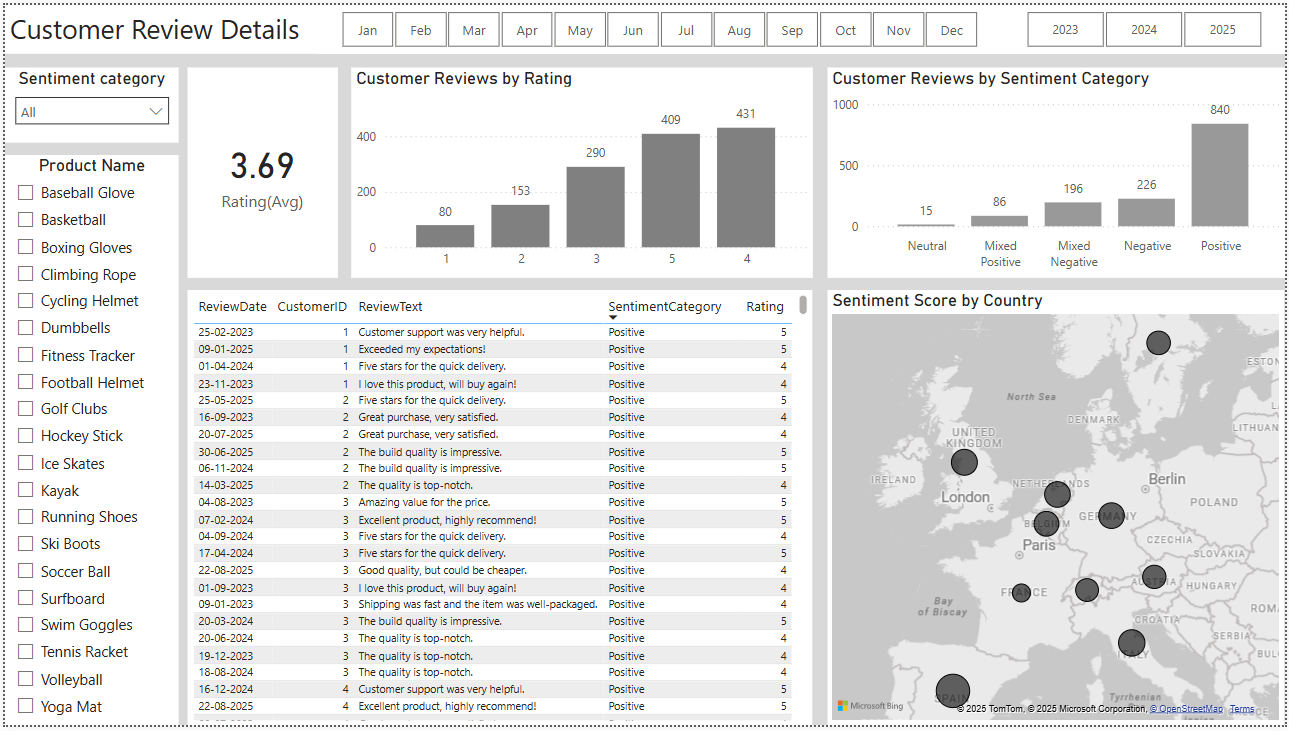 Customer Review Details
Jan Feb Mar Apr May Jun Jul Aug Sep Oct Nov Dec
2023 2024 2025
Sentiment category
All
Product Name
Baseball Glove
Basketball
Boxing Gloves
Climbing Rope
Cycling Helmet
Dumbbells
Fitness Tracker
Football Helmet
Golf Clubs
Hockey Stick
Ice Skates
Kayak
Running Shoes
Ski Boots
Soccer Ball
Surfboard
Swim Goggles
Tennis Racket
Volleyball
Yoga Mat
3.69
Rating(Avg)
Customer Reviews by Rating
400
200
0
80 153 290 409 431
1 2 3 5 4
Customer Reviews by Sentiment Category
1000
500
0
15 86 196 226 840
Neutral Mixed Positive Mixed Negative Negative Positive
ReviewDate CustomerID ReviewText SentimentCategory Rating
25-02-2023 1 Customer support was very helpful. Positive 5
09-01-2025 1 Exceeded my expectations! Positive 5
01-04-2024 1 Five stars for the quick delivery. Positive 4
23-11-2023 1 I love this product, will buy again! Positive 4
25-05-2025 2 Five stars for the quick delivery. Positive 5
16-09-2023 2 Great purchase, very satisfied. Positive 4
20-07-2025 2 Great purchase, very satisfied. Positive 4
30-06-2025 2 The build quality is impressive. Positive 5
06-11-2024 2 The build quality is impressive. Positive 5
14-03-2025 2 The quality is top-notch. Positive 4
04-08-2023 3 Amazing value for the price. Positive 5
07-02-2024 3 Excellent product, highly recommend! Positive 5
04-09-2024 3 Five stars for the quick delivery. Positive 4
17-04-2024 3 Five stars for the quick delivery. Positive 5
22-08-2025 3 Good quality, but could be cheaper. Positive 4
01-09-2023 3 I love this product, will buy again! Positive 4
09-01-2023 3 Shipping was fast and the item was well-packaged. Positive 4
20-03-2024 3 The build quality is impressive. Positive 5
20-06-2024 3 The quality is top-notch. Positive 4
19-12-2023 3 The quality is top-notch. Positive 4
18-08-2024 3 The quality is top-notch. Positive 4
16-12-2024 4 Customer support was very helpful. Positive 5
22-08-2025 4 Excellent product, highly recommend! Positive 4
Sentiment Score by Country
ESTON
North Sea
DENMARK
LITHUAN
UNITED
KINGDOM
IRELAND
NETHERLANDS
Berlin
London
POLAND
GERMANY
BELGIUM
Paris
CZECHIA
SLOVAKIA
AUSTRIA
HUNGARY
FRANCE
Bay
of Biscay
ROM
CROATIA
SERBIA
ITALY
BUL
SPAIN
Tyrrhenian
Microsoft Bing
© 2025 TomTom, © 2025 Microsoft Corporation, © OpenStreetMap Terms